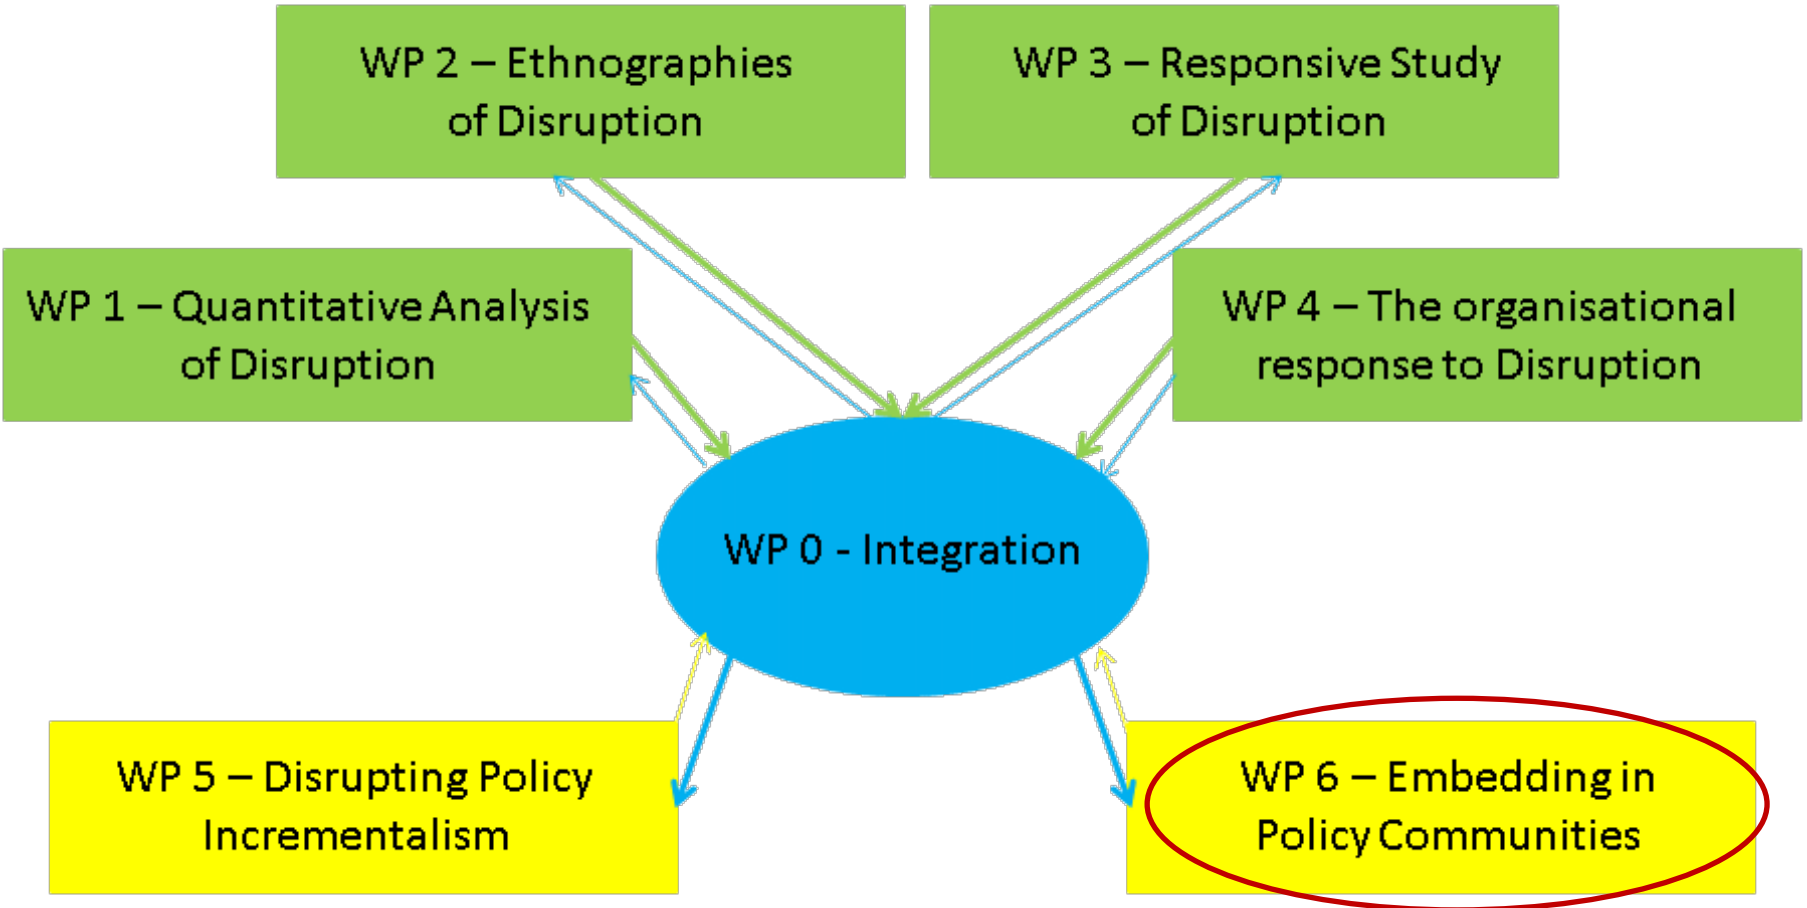 WP 2 – Ethnographies
of Disruption
WP 3 – Responsive Study
of Disruption
WP 1 – Quantitative Analysis
of Disruption
WP 4 – The organisational
response to Disruption
WP 0 - Integration
WP 5 – Disrupting Policy
Incrementalism
WP 6 – Embedding in
Policy Communities